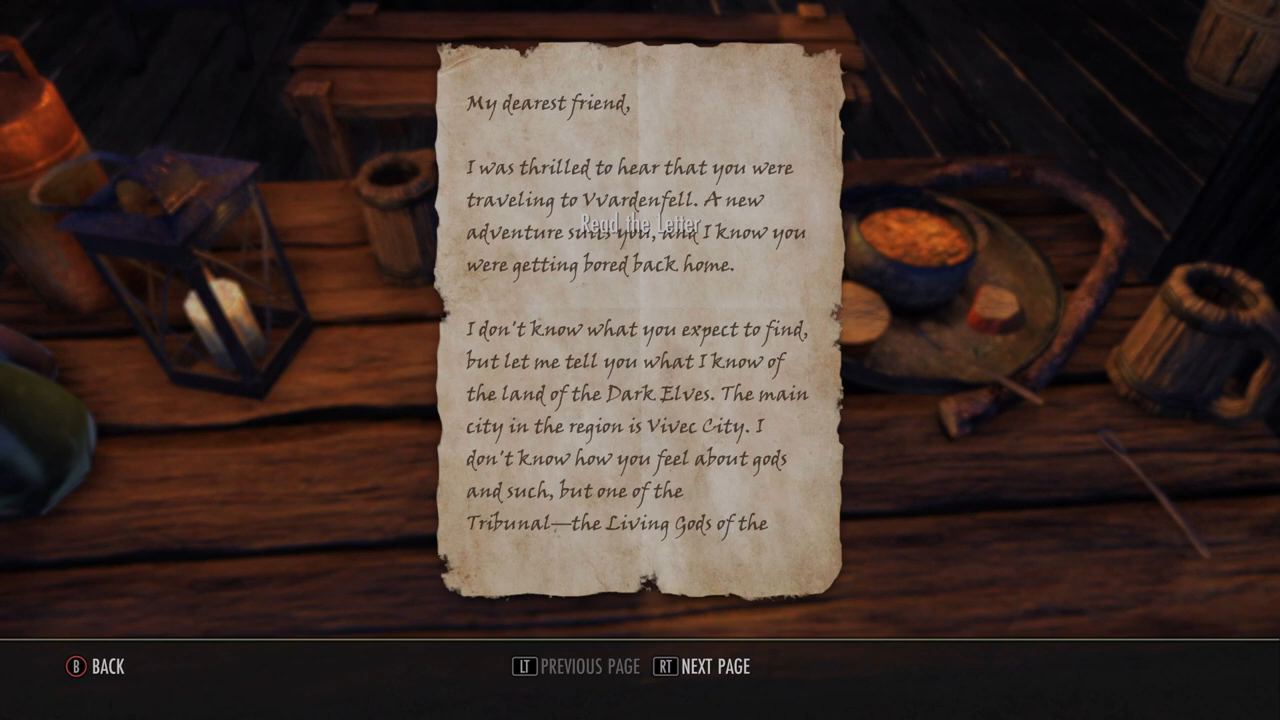 My dearest friend,
I was thrilled to hear that you were
traveling to Vvardenfell. A new
Read the Letter
adventure suits you, and I know you
were getting bored back home.
I don't know what you expect to find,
but let me tell you what I know of
the land of the Dark Elves. The main
city in the region is Vivec City. I
don't know how you feel about gods
and such, but one of the
Tribunal—the Living Gods of the
B BACK
LT PREVIOUS PAGE RT NEXT PAGE